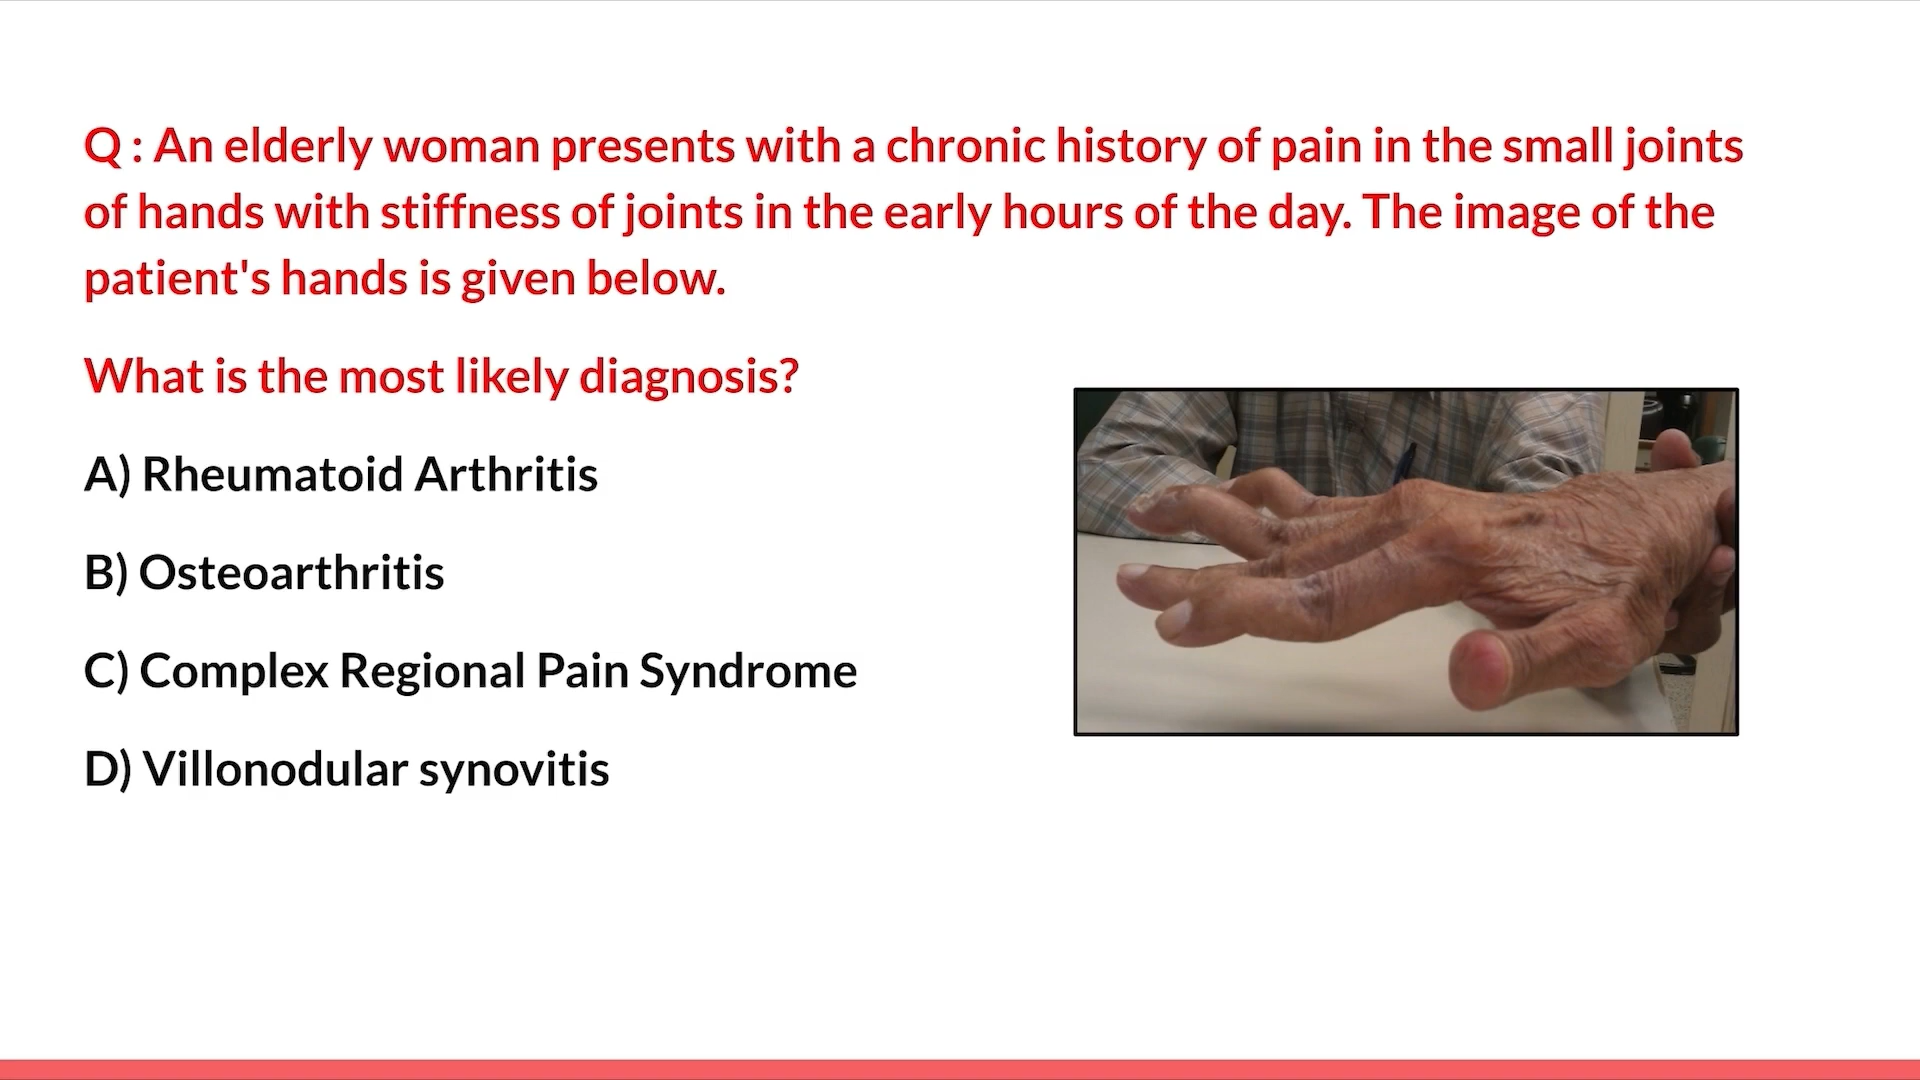 Q : An elderly woman presents with a chronic history of pain in the small joints
of hands with stiffness of joints in the early hours of the day. The image of the
patient's hands is given below.
What is the most likely diagnosis?
A) Rheumatoid Arthritis
B) Osteoarthritis
C) Complex Regional Pain Syndrome
D) Villonodular synovitis